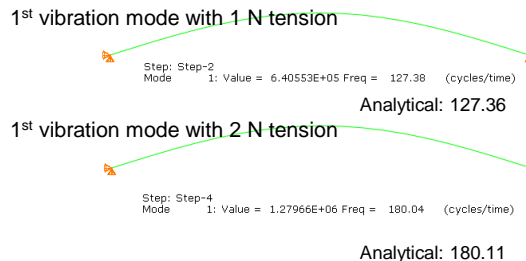 1st vibration mode with 1 N tension
Step: Step-2
Mode 1: Value = 6.40553E+05 Freq = 127.38 (cycles/time)
Analytical: 127.36
1st vibration mode with 2 N tension
Step: Step-4
Mode 1: Value = 1.27966E+06 Freq = 180.04 (cycles/time)
Analytical: 180.11